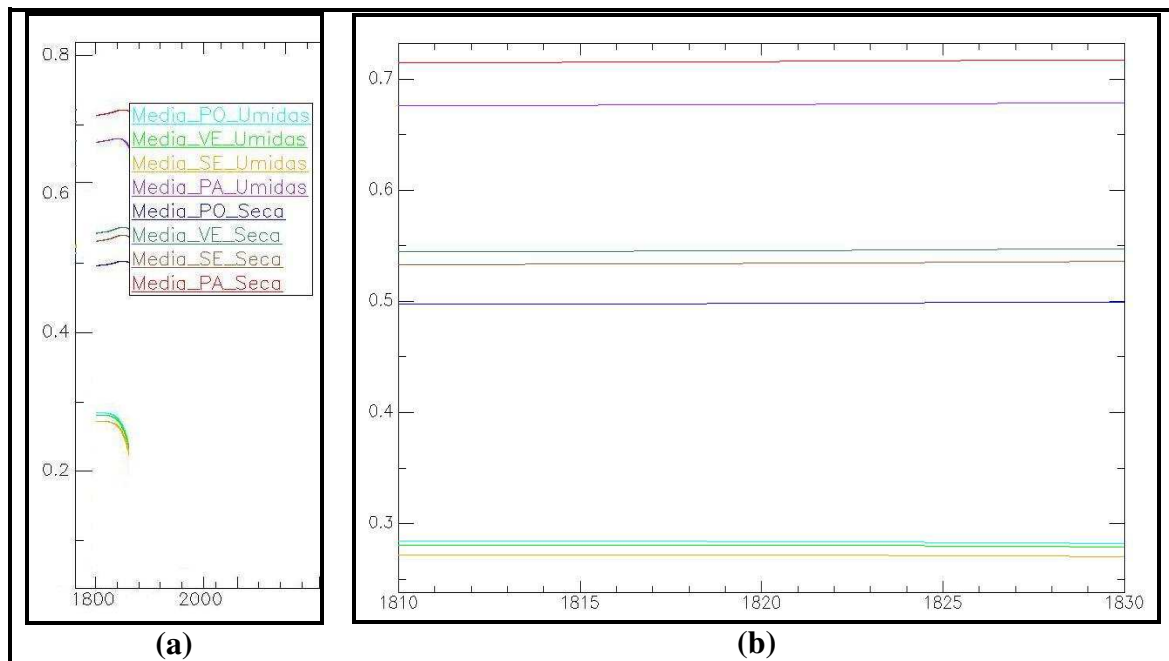 0.8
Media_PO_Umidas
Media_VE_Umidas
Media_SE_Umidas
0.6
Media_PA_Umidas
Media_PO_Seca
Media_VE_Seca
Media_SE_Seca
Media_PA_Seca
0.4
0.2
1800 2000
(a)
0.7
0.6
0.5
0.4
0.3
1810 1815 1820 1825 1830
(b)